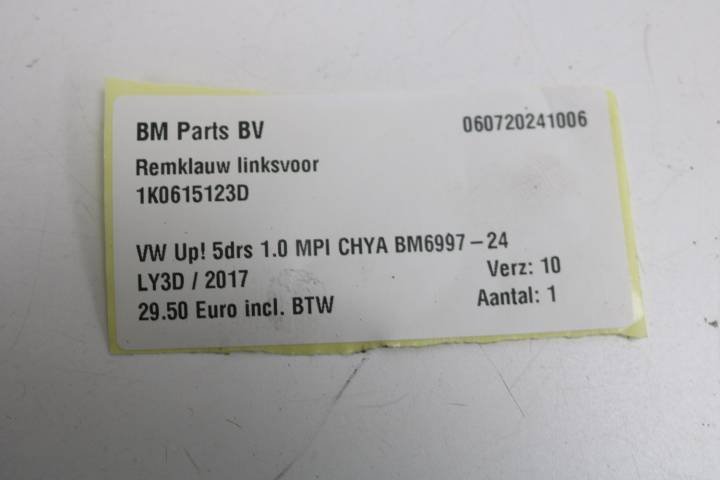 BM Parts BV 060720241006
Remklauw linksvoor
1K0615123D
VW Up! 5drs 1.0 MPI CHYA BM6997-24
LY3D / 2017 Verz: 10
29.50 Euro incl. BTW Aantal: 1